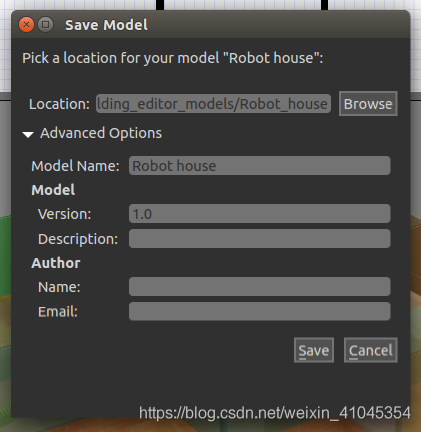 Save Model
Pick a location for your model "Robot house":
Location: lding_editor_models/Robot_house Browse
Advanced Options
Model Name: Robot house
Model
Version: 1.0
Description:
Author
Name:
Email:
Save Cancel
https://blog.csdn.net/weixin_41045354